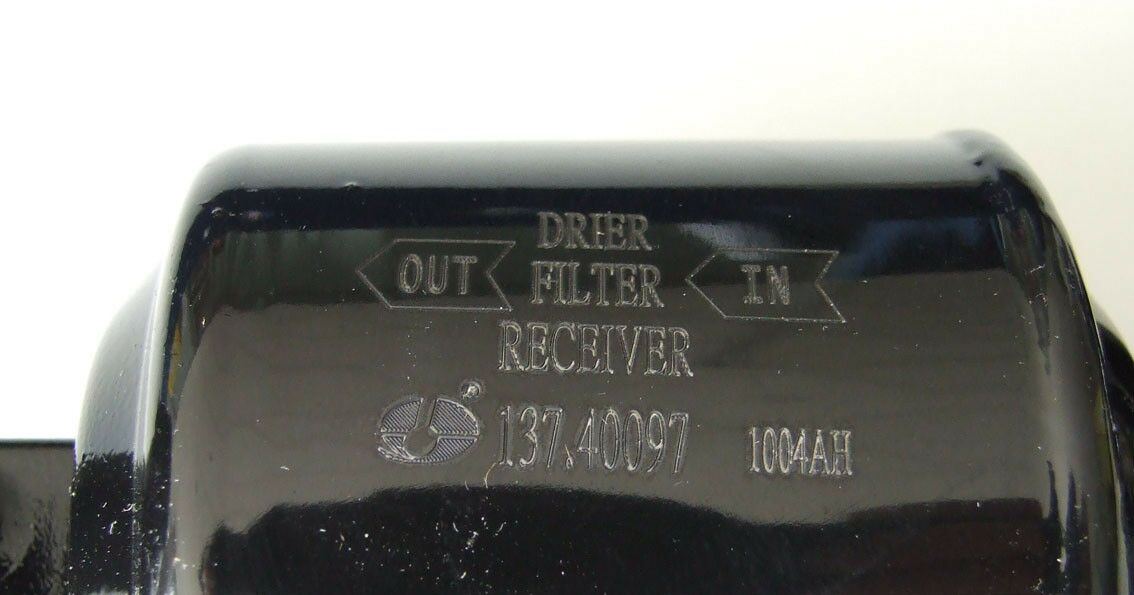 DRIER
OUT FILTER IN
RECEIVER
137.40097 1004AH